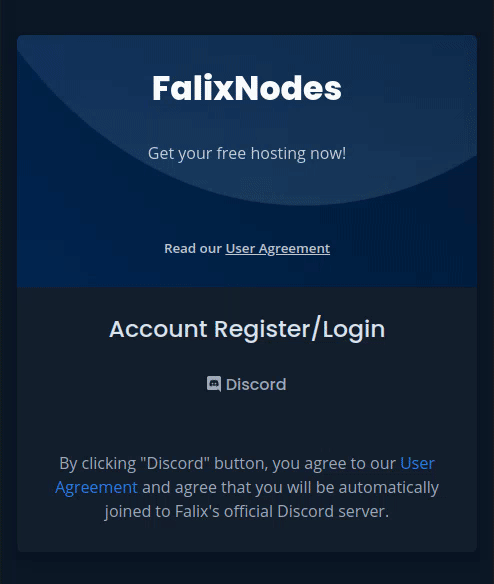 FalixNodes
Get your free hosting now!
Read our User Agreement
Account Register/Login
Discord
By clicking "Discord" button, you agree to our User
Agreement and agree that you will be automatically
joined to Falix's official Discord server.